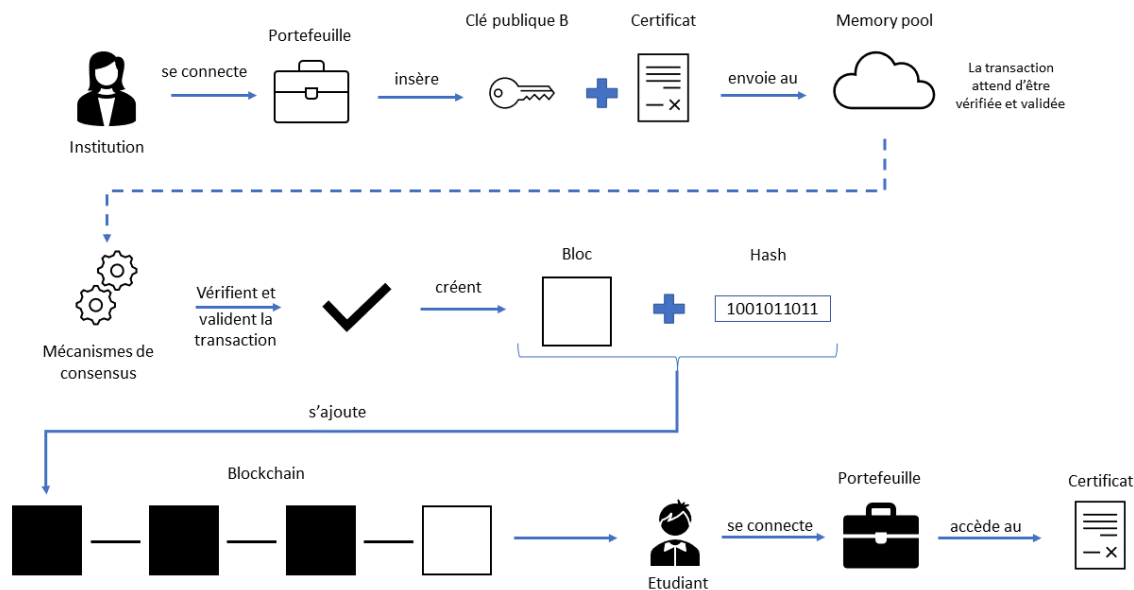 Clé publique B
Certificat
Memory pool
Portefeuille
se connecte
insère
envoie au
La transaction
attend d'être
vérifiée et validée
Institution
Bloc
Hash
Vérifient et
valident la
transaction
créent
1001011011
Mécanismes de
consensus
s'ajoute
Blockchain
Portefeuille
Certificat
se connecte
accède au
Etudiant